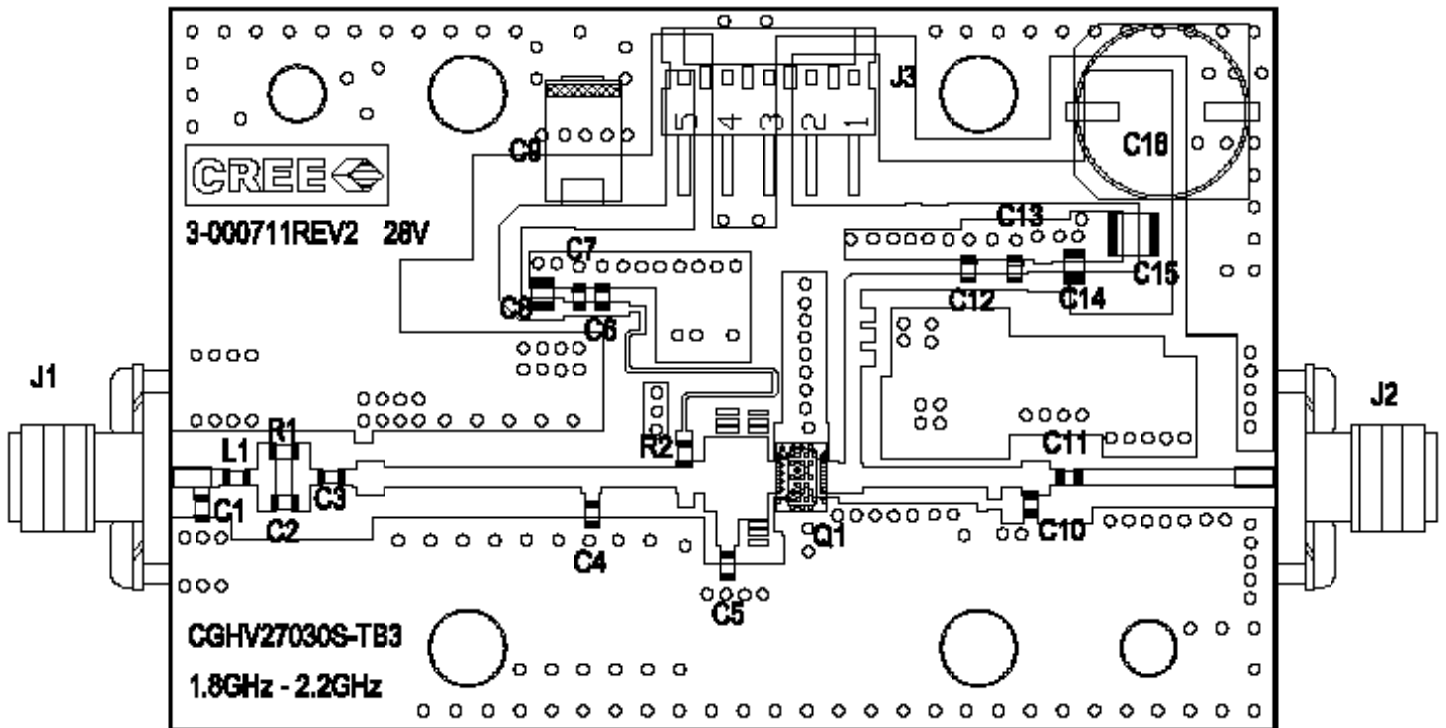 J3
5 4 3 2 1
C9
C16
CREE
3-000711REV2 28V
C13
C7
C15
C8
C6
C12
C14
J1
J2
R1
L1
R2
C11
C1
C3
C2
C4
Q1
C10
C5
CGHV27030S-TB3
1.8GHz - 2.2GHz